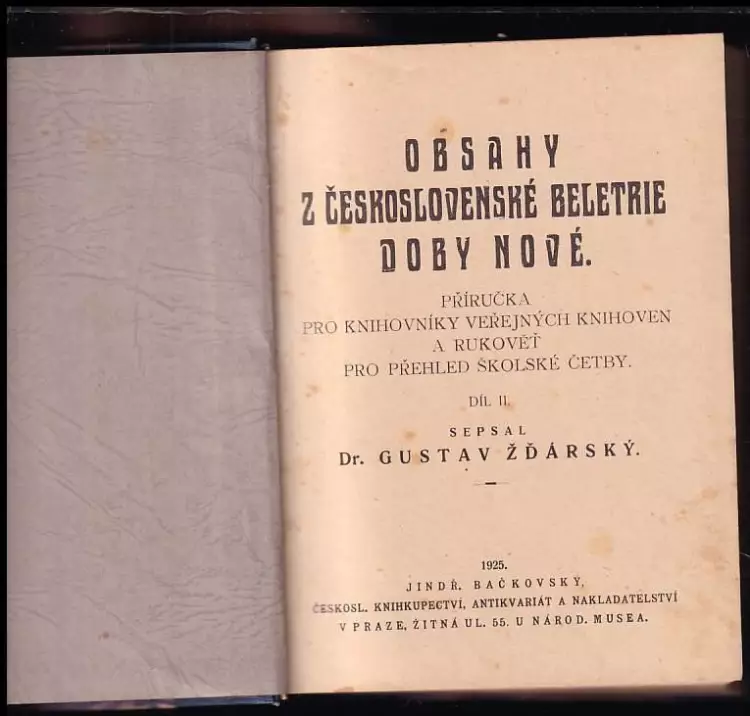 OBSAHY
Z ČESKOSLOVENSKÉ BELETRIE
DOBY NOVÉ.
PŘÍRUČKA
PRO KNIHOVNÍKY VEŘEJNÝCH KNIHOVEN
A RUKOVĚŤ
PRO PŘEHLED ŠKOLSKÉ ČETBY.
DÍL II.
SEPSAL
Dr. GUSTAV ŽĎÁRSKÝ.
1925.
JINDŘ. BAČKOVSKÝ,
ČESKOSL. KNIHKUPECTVÍ, ANTIKVARIÁT A NAKLADATELSTVÍ
V PRAZE, ŽITNÁ UL. 55. U NÁROD. MUSEA.